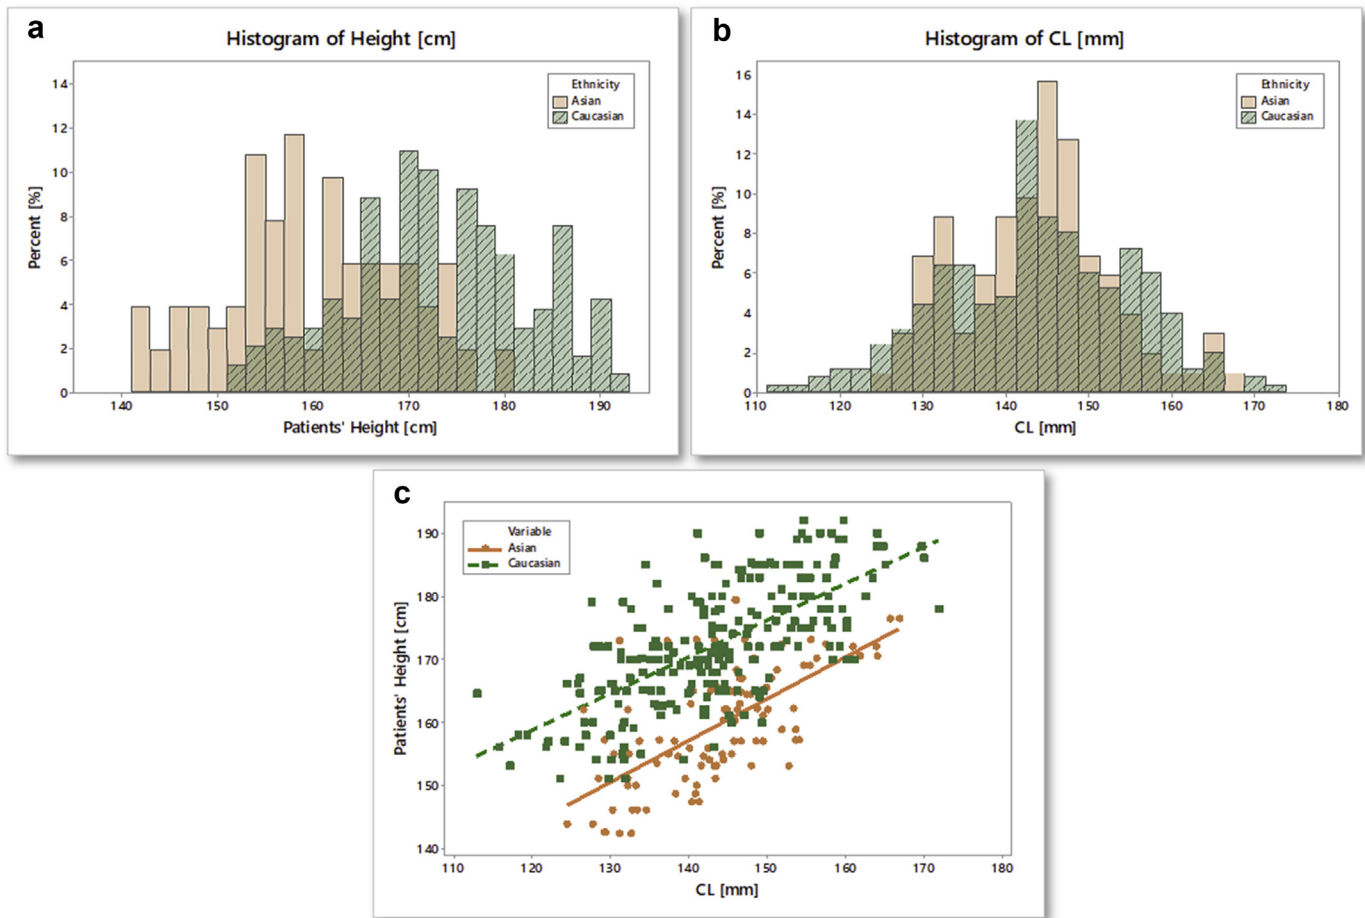 a
Histogram of Height [cm]
Ethnicity
Asian
Caucasian
14
12
10
8
6
4
2
0
Percent [%]
140 150 160 170 180 190
Patients' Height [cm]
b
Histogram of CL [mm]
Ethnicity
Asian
Caucasian
16
14
12
10
8
6
4
2
0
Percent [%]
110 120 130 140 150 160 170 180
CL [mm]
c
Variable
Asian
Caucasian
190
180
170
160
150
140
Patients' Height [cm]
110 120 130 140 150 160 170 180
CL [mm]